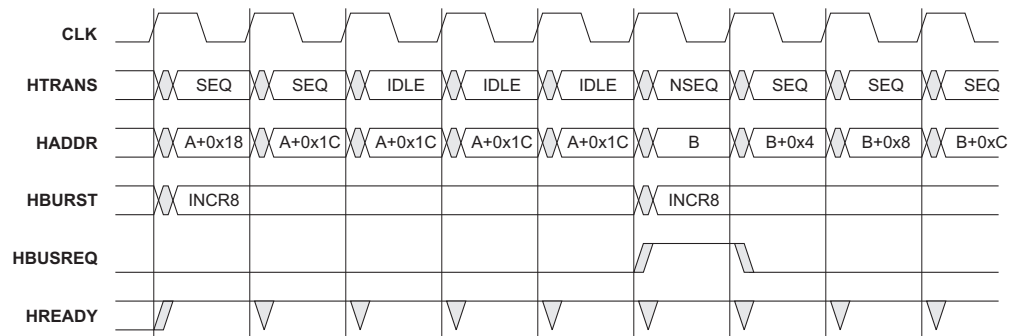 CLK
HTRANS SEQ SEQ IDLE IDLE IDLE NSEQ SEQ SEQ SEQ
HADDR A+0x18 A+0x1C A+0x1C A+0x1C A+0x1C B B+0x4 B+0x8 B+0xC
HBURST INCR8 INCR8
HBUSREQ
HREADY